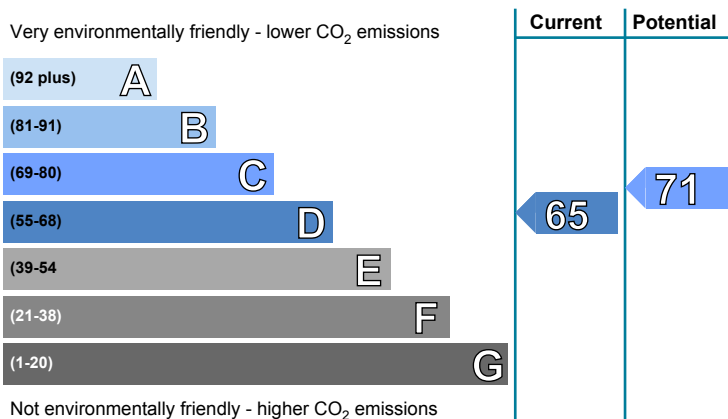 Current Potential
Very environmentally friendly - lower CO2 emissions
(92 plus) A
(81-91) B
(69-80) C
71
(55-68) D
65
(39-54 E
(21-38) F
(1-20) G
Not environmentally friendly - higher CO2 emissions